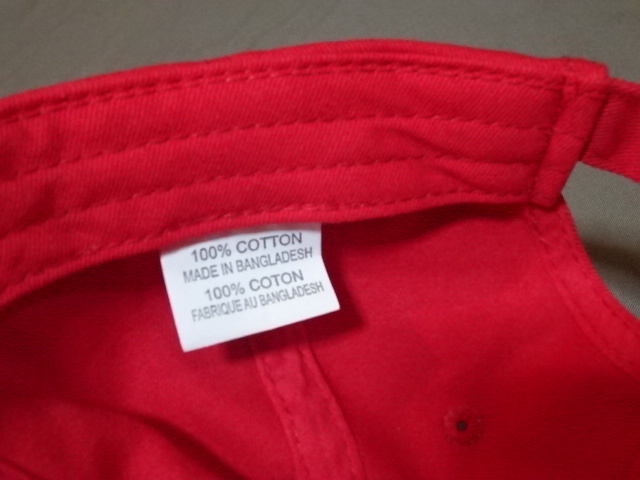 100% COTTON
MADE IN BANGLADESH
100% COTON
FABRIQUE AU BANGLADESH